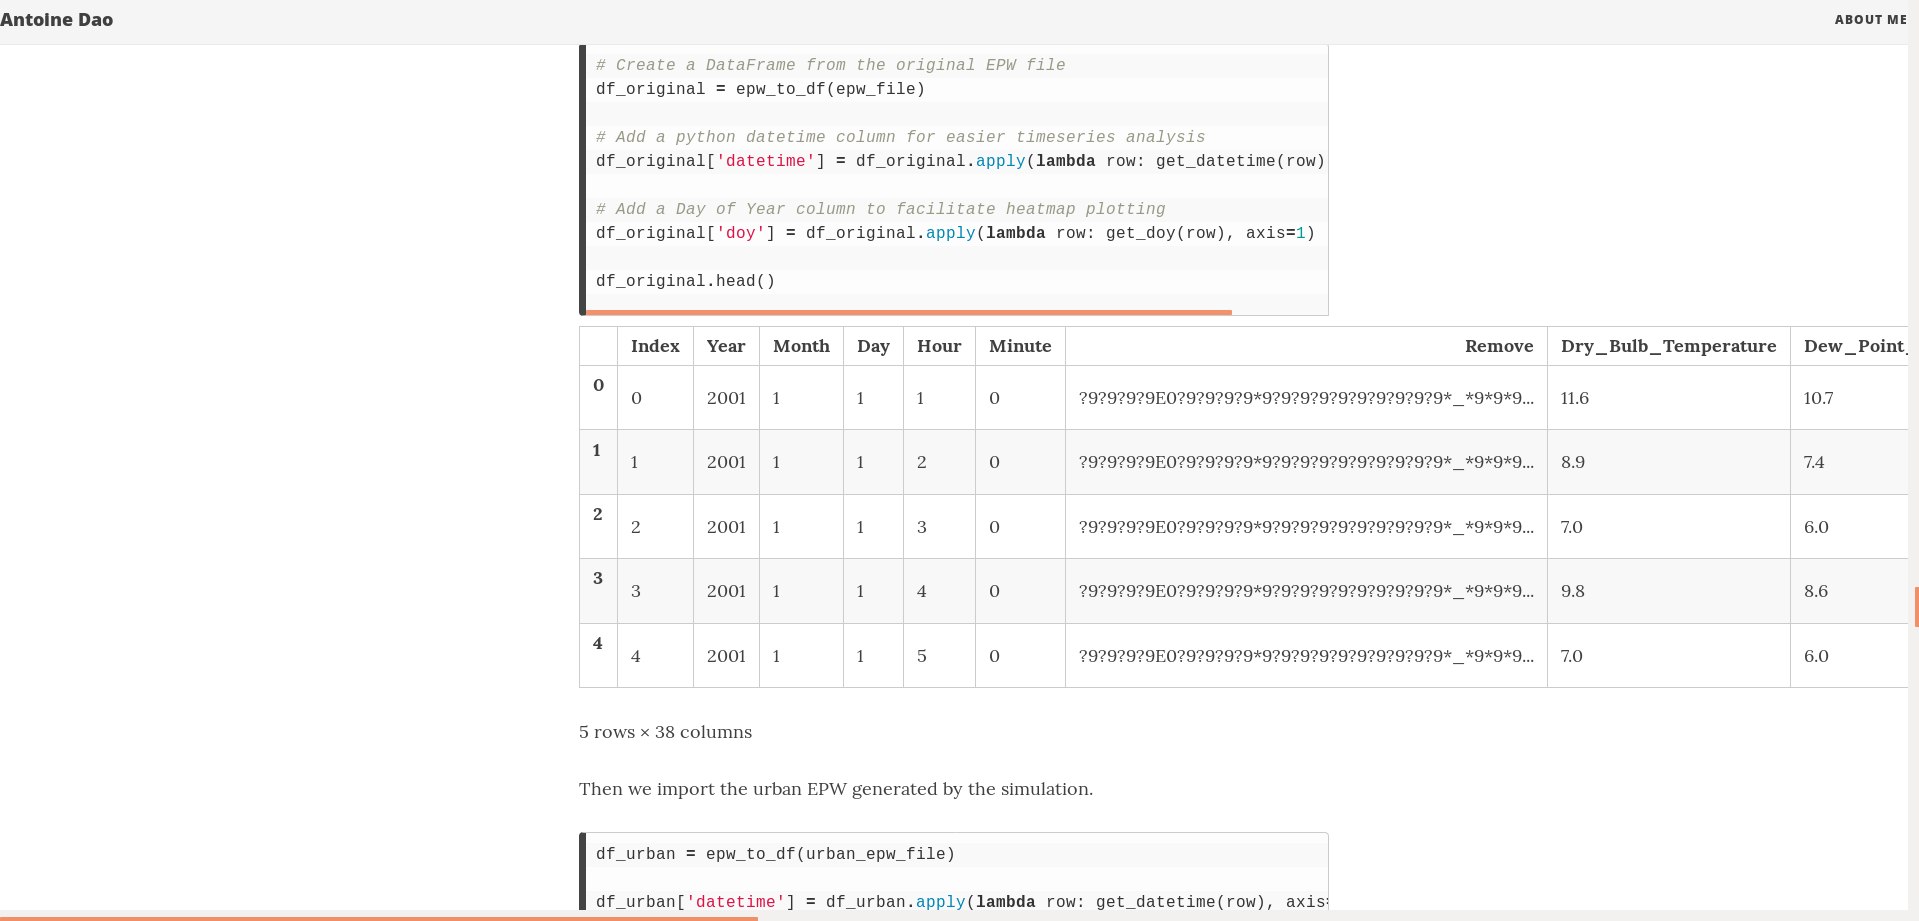 Antoine Dao
ABOUT ME
# Create a DataFrame from the original EPW file
df_original = epw_to_df(epw_file)
# Add a python datetime column for easier timeseries analysis
df_original['datetime'] = df_original.apply(lambda row: get_datetime(row)
# Add a Day of Year column to facilitate heatmap plotting
df_original['doy'] = df_original.apply(lambda row: get_doy(row), axis=1)
df_original.head()
Index Year Month Day Hour Minute Remove Dry_Bulb_Temperature Dew_Point_
0 0 2001 1 1 1 0 ?9?9?9?9E0?9?9?9?9*9?9?9?9?9?9?9?9?9?9*_*9*9*9... 11.6 10.7
1 1 2001 1 1 2 0 ?9?9?9?9E0?9?9?9?9*9?9?9?9?9?9?9?9?9?9*_*9*9*9... 8.9 7.4
2 2 2001 1 1 3 0 ?9?9?9?9E0?9?9?9?9*9?9?9?9?9?9?9?9?9?9*_*9*9*9... 7.0 6.0
3 3 2001 1 1 4 0 ?9?9?9?9E0?9?9?9?9*9?9?9?9?9?9?9?9?9?9*_*9*9*9... 9.8 8.6
4 4 2001 1 1 5 0 ?9?9?9?9E0?9?9?9?9*9?9?9?9?9?9?9?9?9?9*_*9*9*9... 7.0 6.0
5 rows × 38 columns
Then we import the urban EPW generated by the simulation.
df_urban = epw_to_df(urban_epw_file)
df_urban['datetime'] = df_urban.apply(lambda row: get_datetime(row), axis=